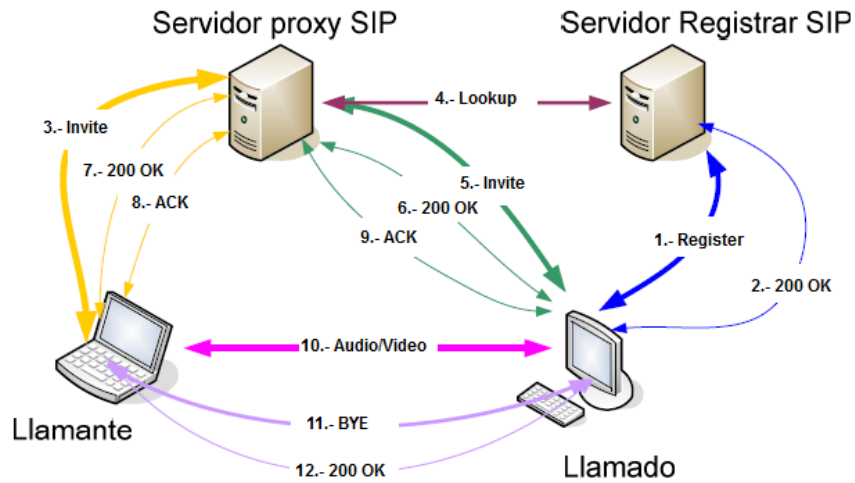 Servidor proxy SIP
Servidor Registrar SIP
4.- Lookup
3.- Invite
7.- 200 OK
8.- ACK
5.- Invite
6.- 200 OK
9.- ACK
1.- Register
2.- 200 OK
10.- Audio/Video
11.- BYE
12.- 200 OK
Llamante
Llamado